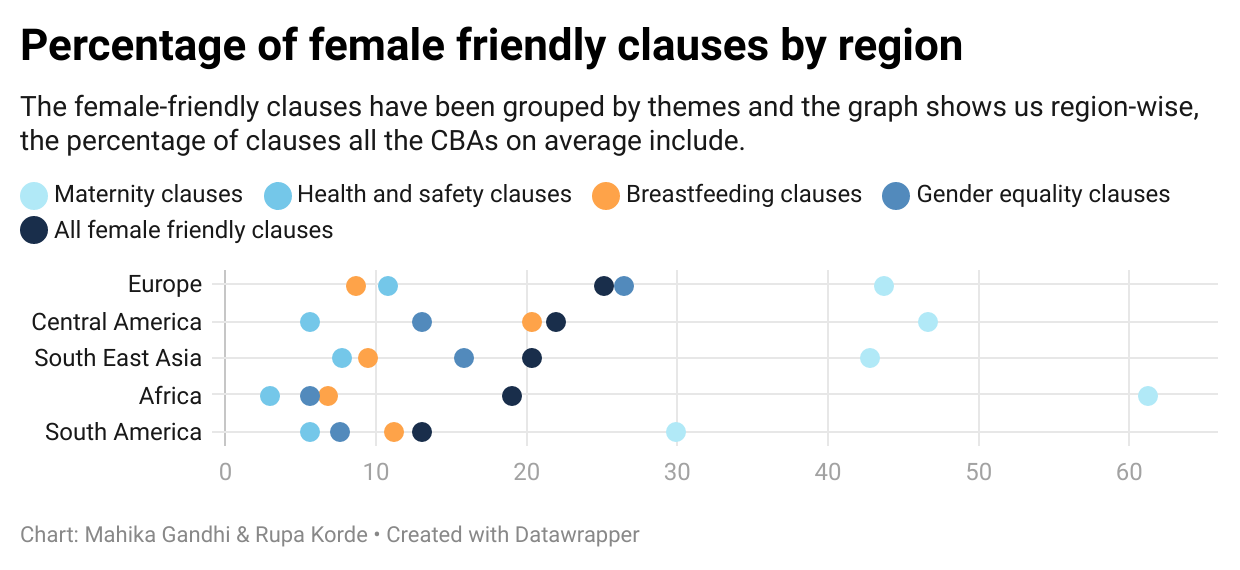 Percentage of female friendly clauses by region
The female-friendly clauses have been grouped by themes and the graph shows us region-wise,
the percentage of clauses all the CBAs on average include.
Maternity clauses Health and safety clauses Breastfeeding clauses Gender equality clauses
All female friendly clauses
Europe
Central America
South East Asia
Africa
South America
0 10 20 30 40 50 60
Chart: Mahika Gandhi & Rupa Korde • Created with Datawrapper